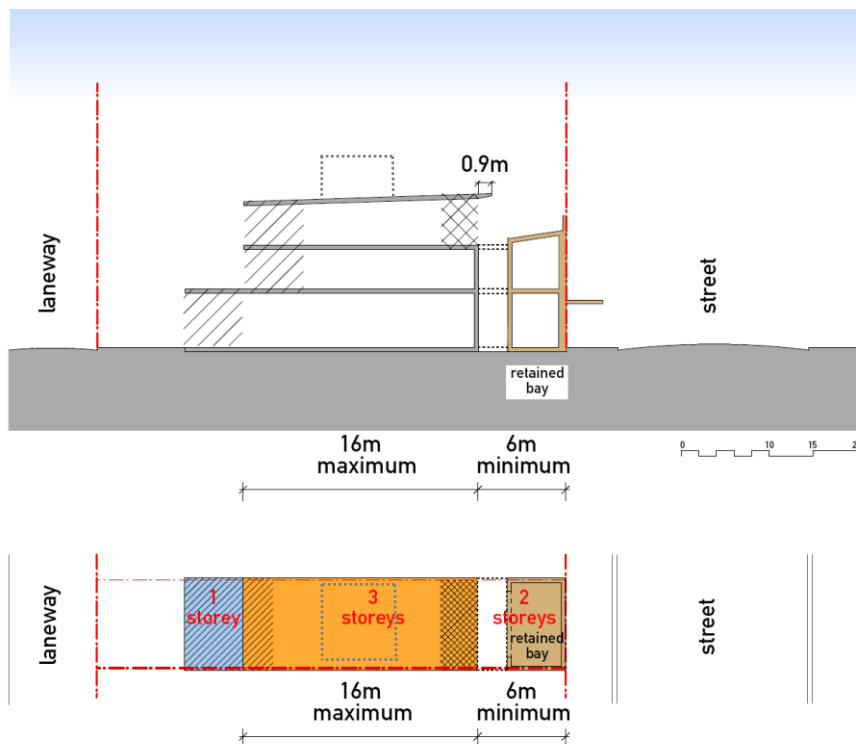 0.9m
laneway
street
retained
bay
16m
maximum
6m
minimum
0
10
15
2
laneway
1
storey
3
storeys
2
storeys
retained
bay
street
16m
maximum
6m
minimum